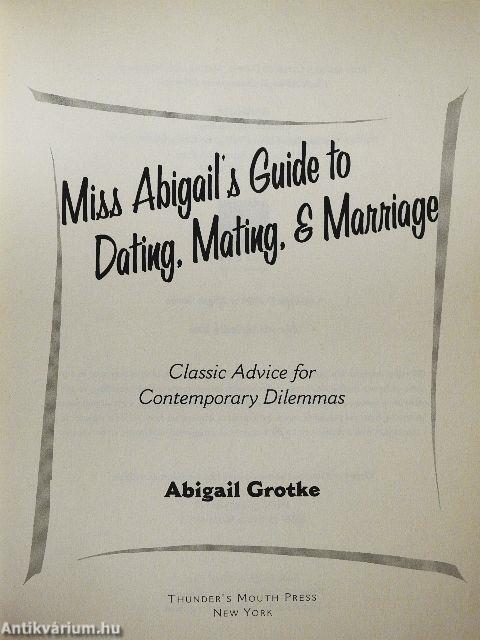 Miss Abigail's Guide to
Dating, Mating, & Marriage
Classic Advice for
Contemporary Dilemmas
Abigail Grotke
THUNDER'S MOUTH PRESS
NEW YORK
Antikvárium.hu